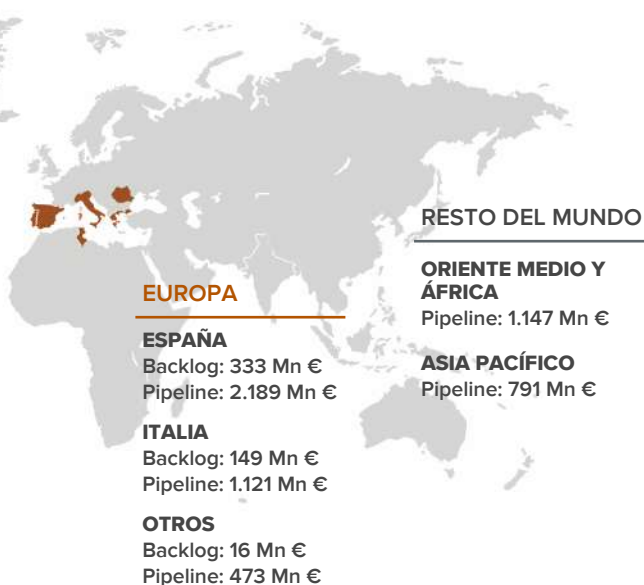 EUROPA
ESPAÑA
Backlog: 333 Mn €
Pipeline: 2.189 Mn €
ITALIA
Backlog: 149 Mn €
Pipeline: 1.121 Mn €
OTROS
Backlog: 16 Mn €
Pipeline: 473 Mn €
RESTO DEL MUNDO
ORIENTE MEDIO Y
ÁFRICA
Pipeline: 1.147 Mn €
ASIA PACÍFICO
Pipeline: 791 Mn €